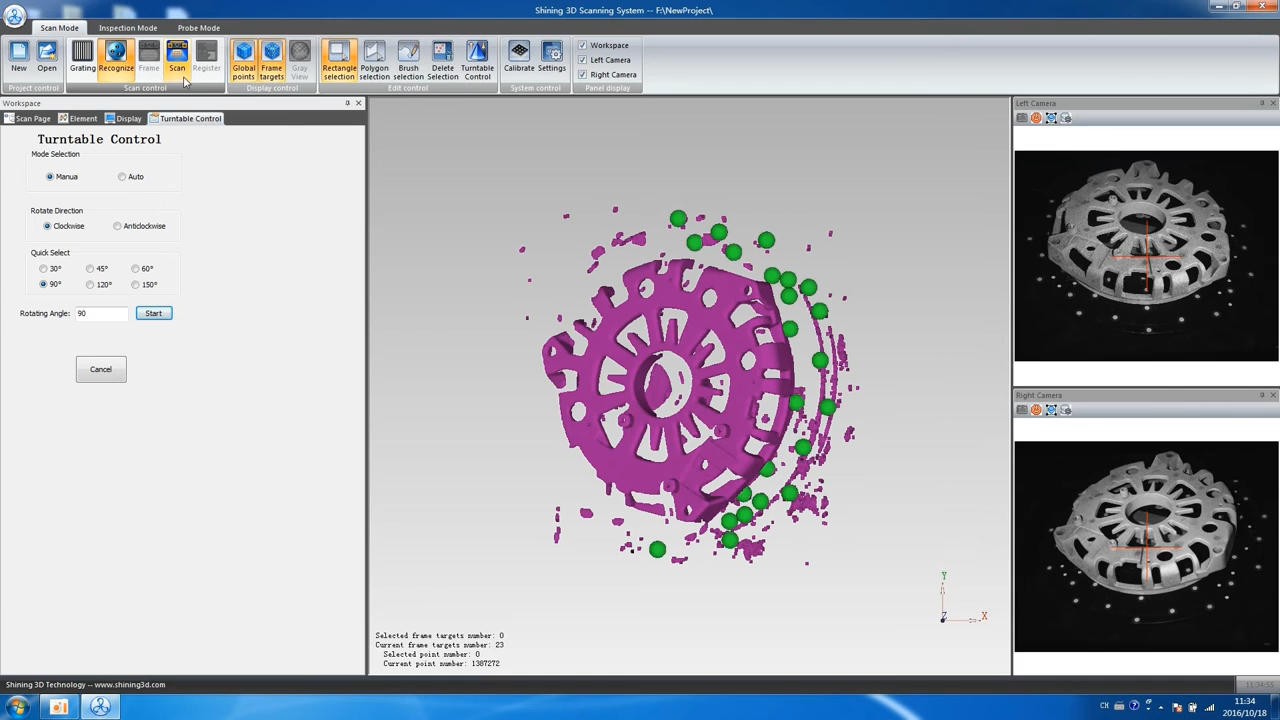 Shining 3D Scanning System -- F:\NewProject\
Scan Mode Inspection Mode Probe Mode
New Open Grating Recognize Frame Scan Register Global points Frame targets Gray View Rectangle selection Polygon selection Brush selection Delete Selection Turntable Control Calibrate Settings
Workspace
Left Camera
Right Camera
Project control Scan control Display control Edit control System control Panel display
Workspace
Scan Page Element Display Turntable Control
Turntable Control
Mode Selection
Manua Auto
Rotate Direction
Clockwise Anticlockwise
Quick Select
30° 45° 60°
90° 120° 150°
Rotating Angle: 90 Start
Cancel
Y
Z X
Selected frame targets number: 0
Current frame targets number: 23
Selected point number: 0
Current point number: 1387272
Left Camera
Right Camera
Shining 3D Technology -- www.shining3d.com
11:34:55
CH
11:34
2016/10/18